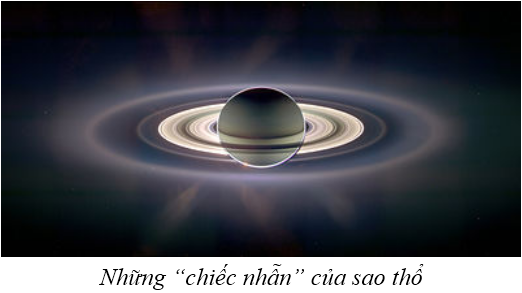 Những “chiếc nhẫn” của sao thổ